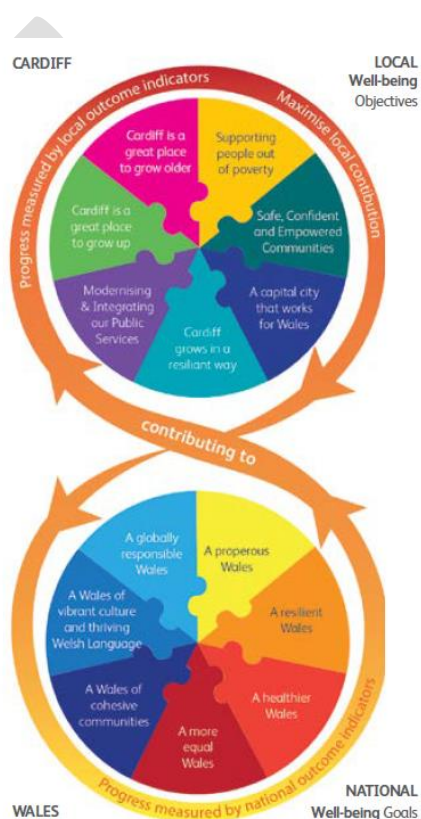 CARDIFF
LOCAL
Well-being
Objectives
Progress measured by local outcome indicators
Maximise local contibution
Cardiff is a
great place
to grow older
Supporting
people out
of poverty
Cardiff is a
great place
to grow up
Safe, Confident
and Empowered
Communities
Modernising
& Integrating
our Public
Services
A capital city
that works
for Wales
Cardiff
grows in a
resiliant way
contributing to
A globally
responsible
Wales
A properous
Wales
A Wales of
vibrant culture
and thriving
Welsh Language
A resilient
Wales
A Wales of
cohesive
communities
A healthier
Wales
A more
equal
Wales
Progress measured by national outcome indicators
WALES
NATIONAL
Well-being Goals